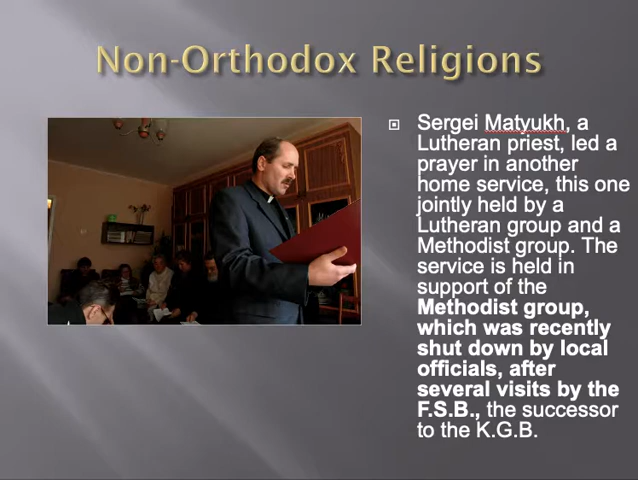 Non-Orthodox Religions
Sergei Matyukh, a
Lutheran priest, led a
prayer in another
home service, this one
jointly held by a
Lutheran group and a
Methodist group. The
service is held in
support of the
Methodist group,
which was recently
shut down by local
officials, after
several visits by the
F.S.B., the successor
to the K.G.B.